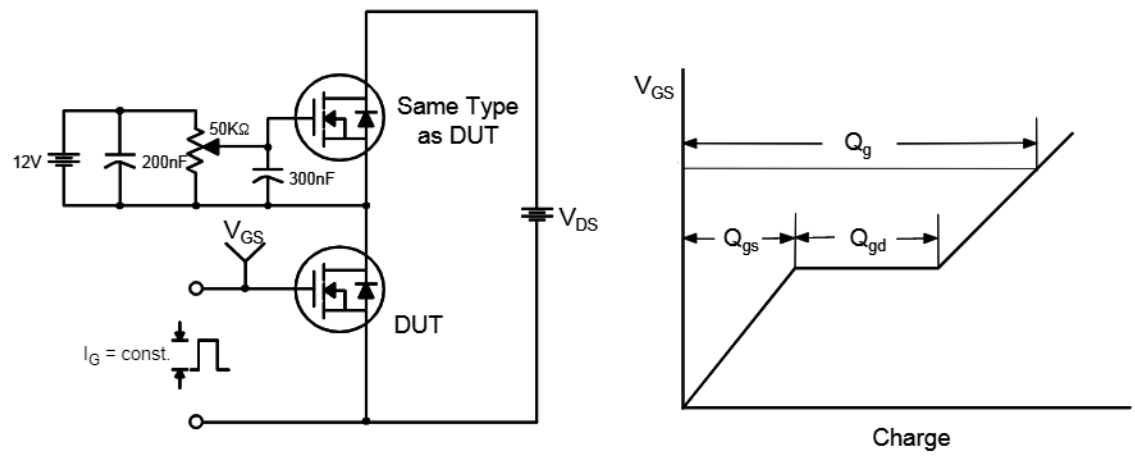 12V
200nF
50KΩ
300nF
Same Type
as DUT
V_DS
V_GS
DUT
I_G = const.
V_GS
Q_g
Q_gs
Q_gd
Charge